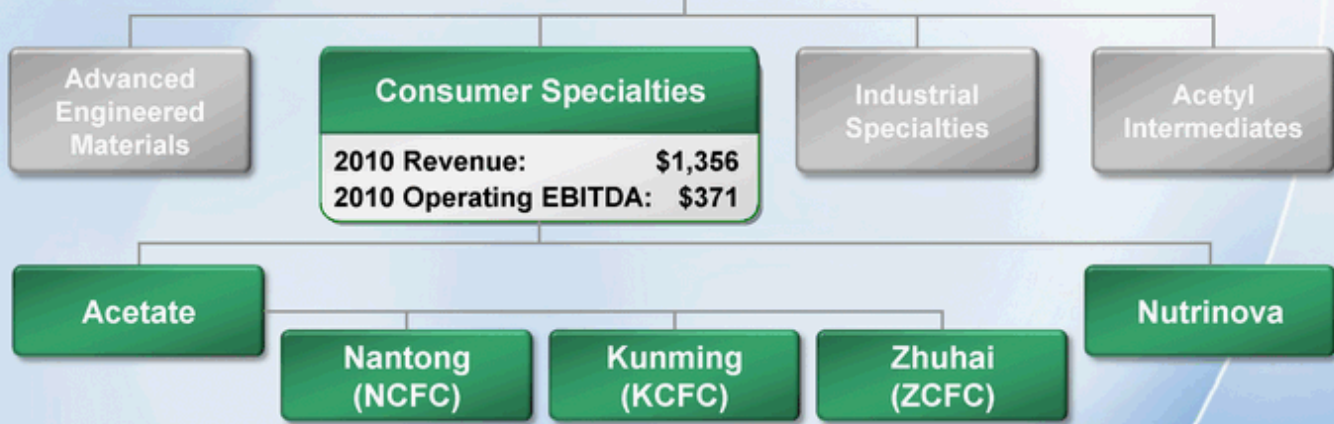 Advanced
Engineered
Materials
Consumer Specialties
2010 Revenue: $1,356
2010 Operating EBITDA: $371
Industrial
Specialties
Acetyl
Intermediates
Acetate
Nantong
(NCFC)
Kunming
(KCFC)
Zhuhai
(ZCFC)
Nutrinova